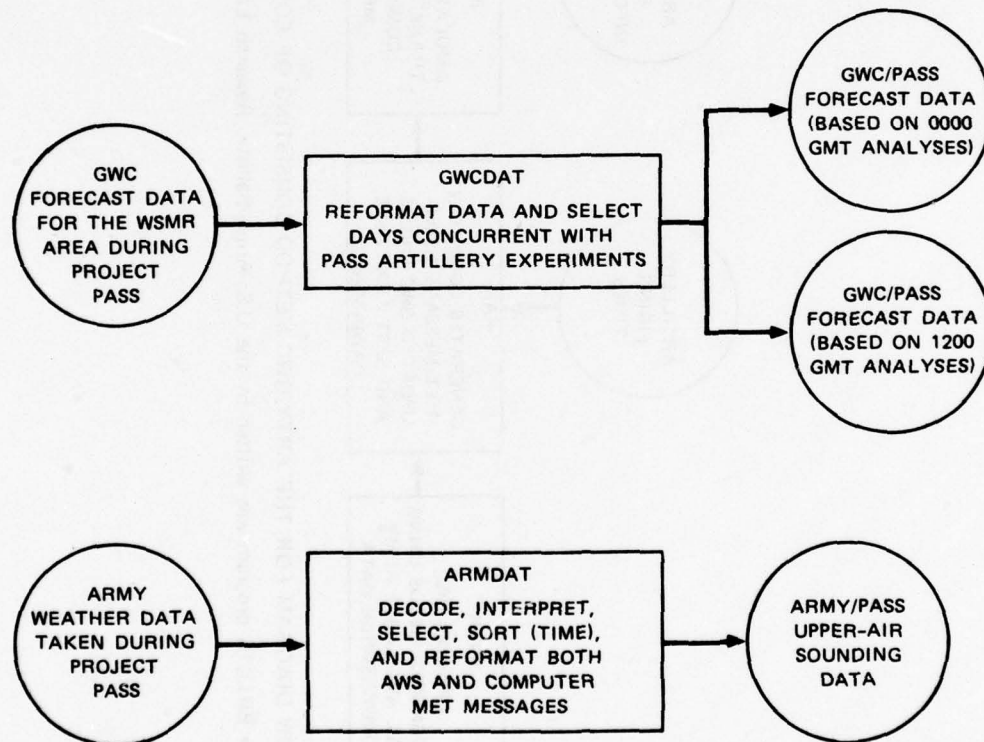 GWC
FORECAST DATA
FOR THE WSMR
AREA DURING
PROJECT
PASS
GWCDAT
REFORMAT DATA AND SELECT
DAYS CONCURRENT WITH
PASS ARTILLERY EXPERIMENTS
GWC/PASS
FORECAST DATA
(BASED ON 0000
GMT ANALYSES)
GWC/PASS
FORECAST DATA
(BASED ON 1200
GMT ANALYSES)
ARMY
WEATHER DATA
TAKEN DURING
PROJECT
PASS
ARMDAT
DECODE, INTERPRET,
SELECT, SORT (TIME),
AND REFORMAT BOTH
AWS AND COMPUTER
MET MESSAGES
ARMY/PASS
UPPER-AIR
SOUNDING
DATA